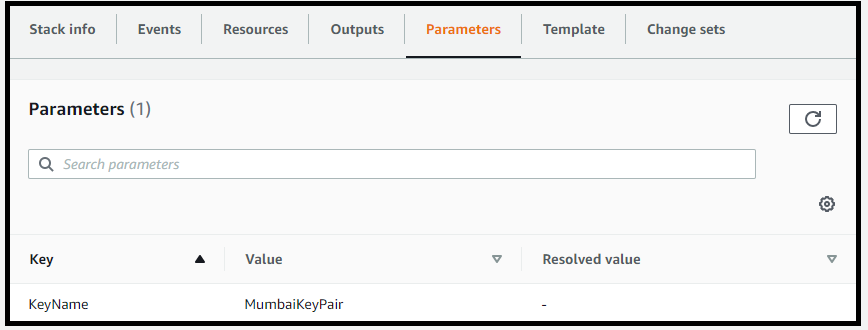 Stack info Events Resources Outputs Parameters Template Change sets
Parameters (1)
Search parameters
Key Value Resolved value
KeyName MumbaiKeyPair -